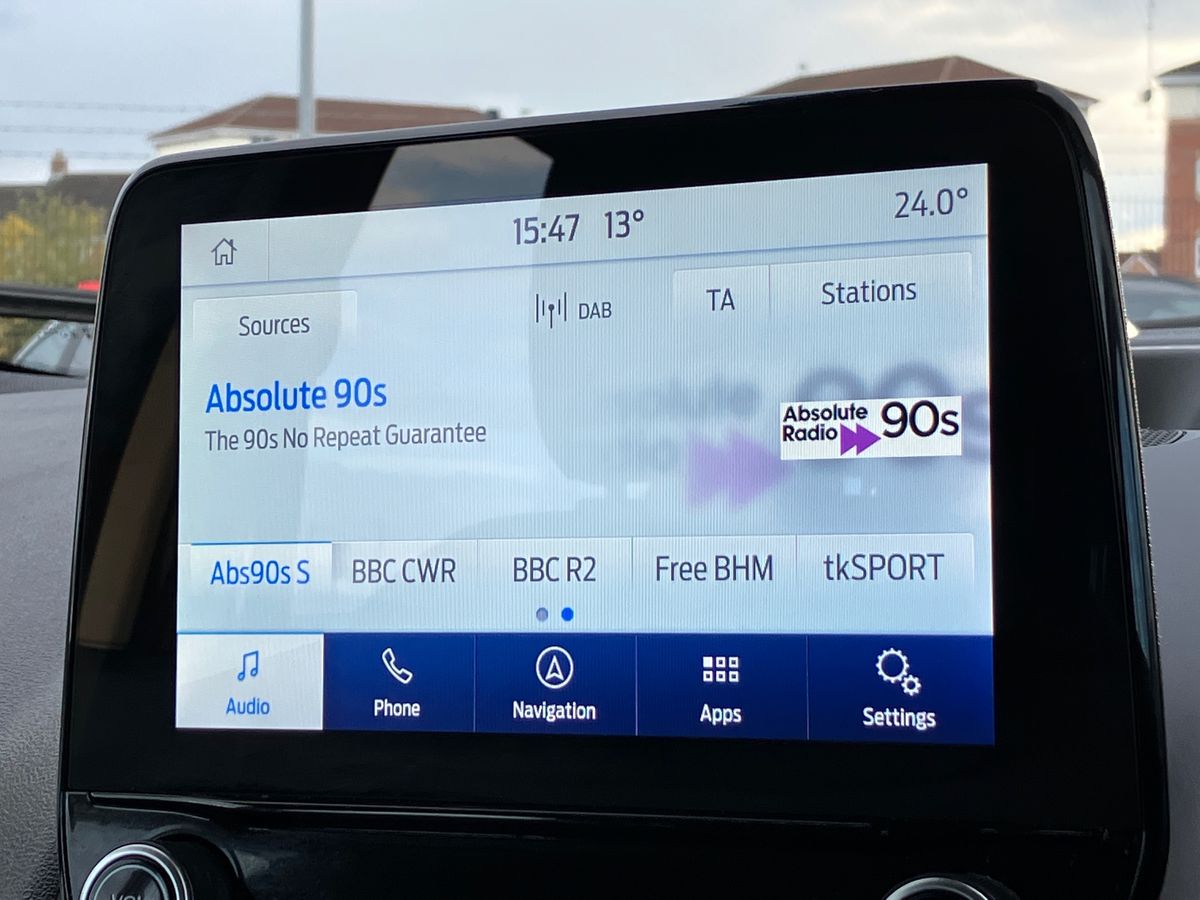 15:47 13° 24.0°
Sources DAB TA Stations
Absolute 90s
The 90s No Repeat Guarantee
Absolute
Radio 90s
Abs90s S BBC CWR BBC R2 Free BHM tkSPORT
Audio Phone Navigation Apps Settings